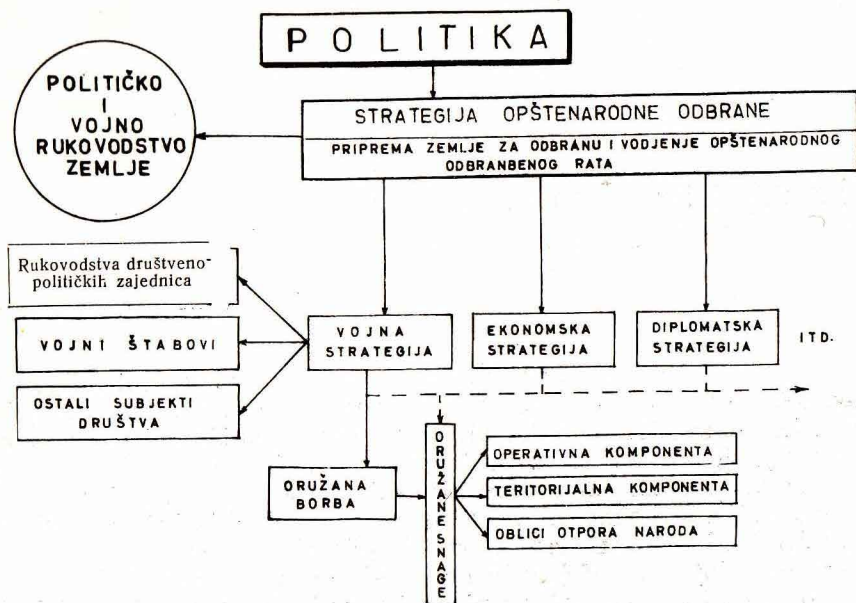 POLITIKA
POLITIČKO
I
VOJNO
RUKOVODSTVO
ZEMLJE
STRATEGIJA OPŠTENARODNE ODBRANE
PRIPREMA ZEMLJE ZA ODBRANU I VODJENJE OPŠTENARODNOG
ODBRANBENOG RATA
Rukovodstva društveno-
političkih zajednica
VOJNI ŠTABOVI
OSTALI SUBJEKTI
DRUŠTVA
VOJNA
STRATEGIJA
EKONOMSKA
STRATEGIJA
DIPLOMATSKA
STRATEGIJA
ITD.
ORUŽANA
BORBA
ORUŽANE SNAGE
OPERATIVNA KOMPONENTA
TERITORIJALNA KOMPONENTA
OBLICI OTPORA NARODA